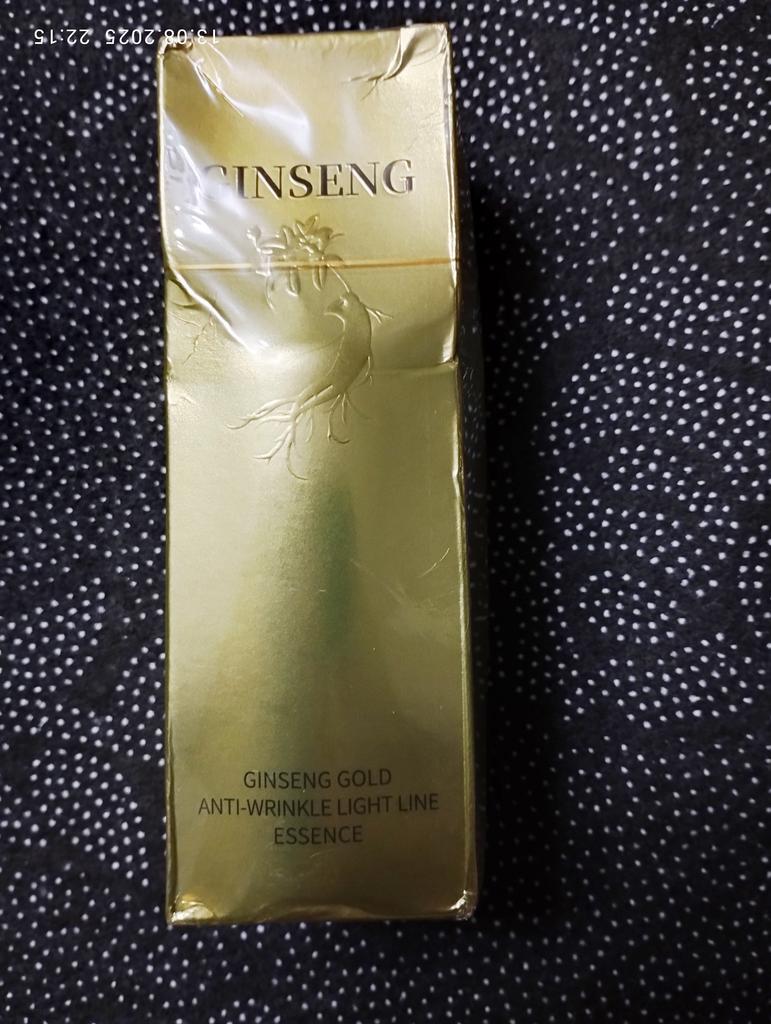 13.08.2025 22:15
GINSENG
GINSENG GOLD
ANTI-WRINKLE LIGHT LINE
ESSENCE